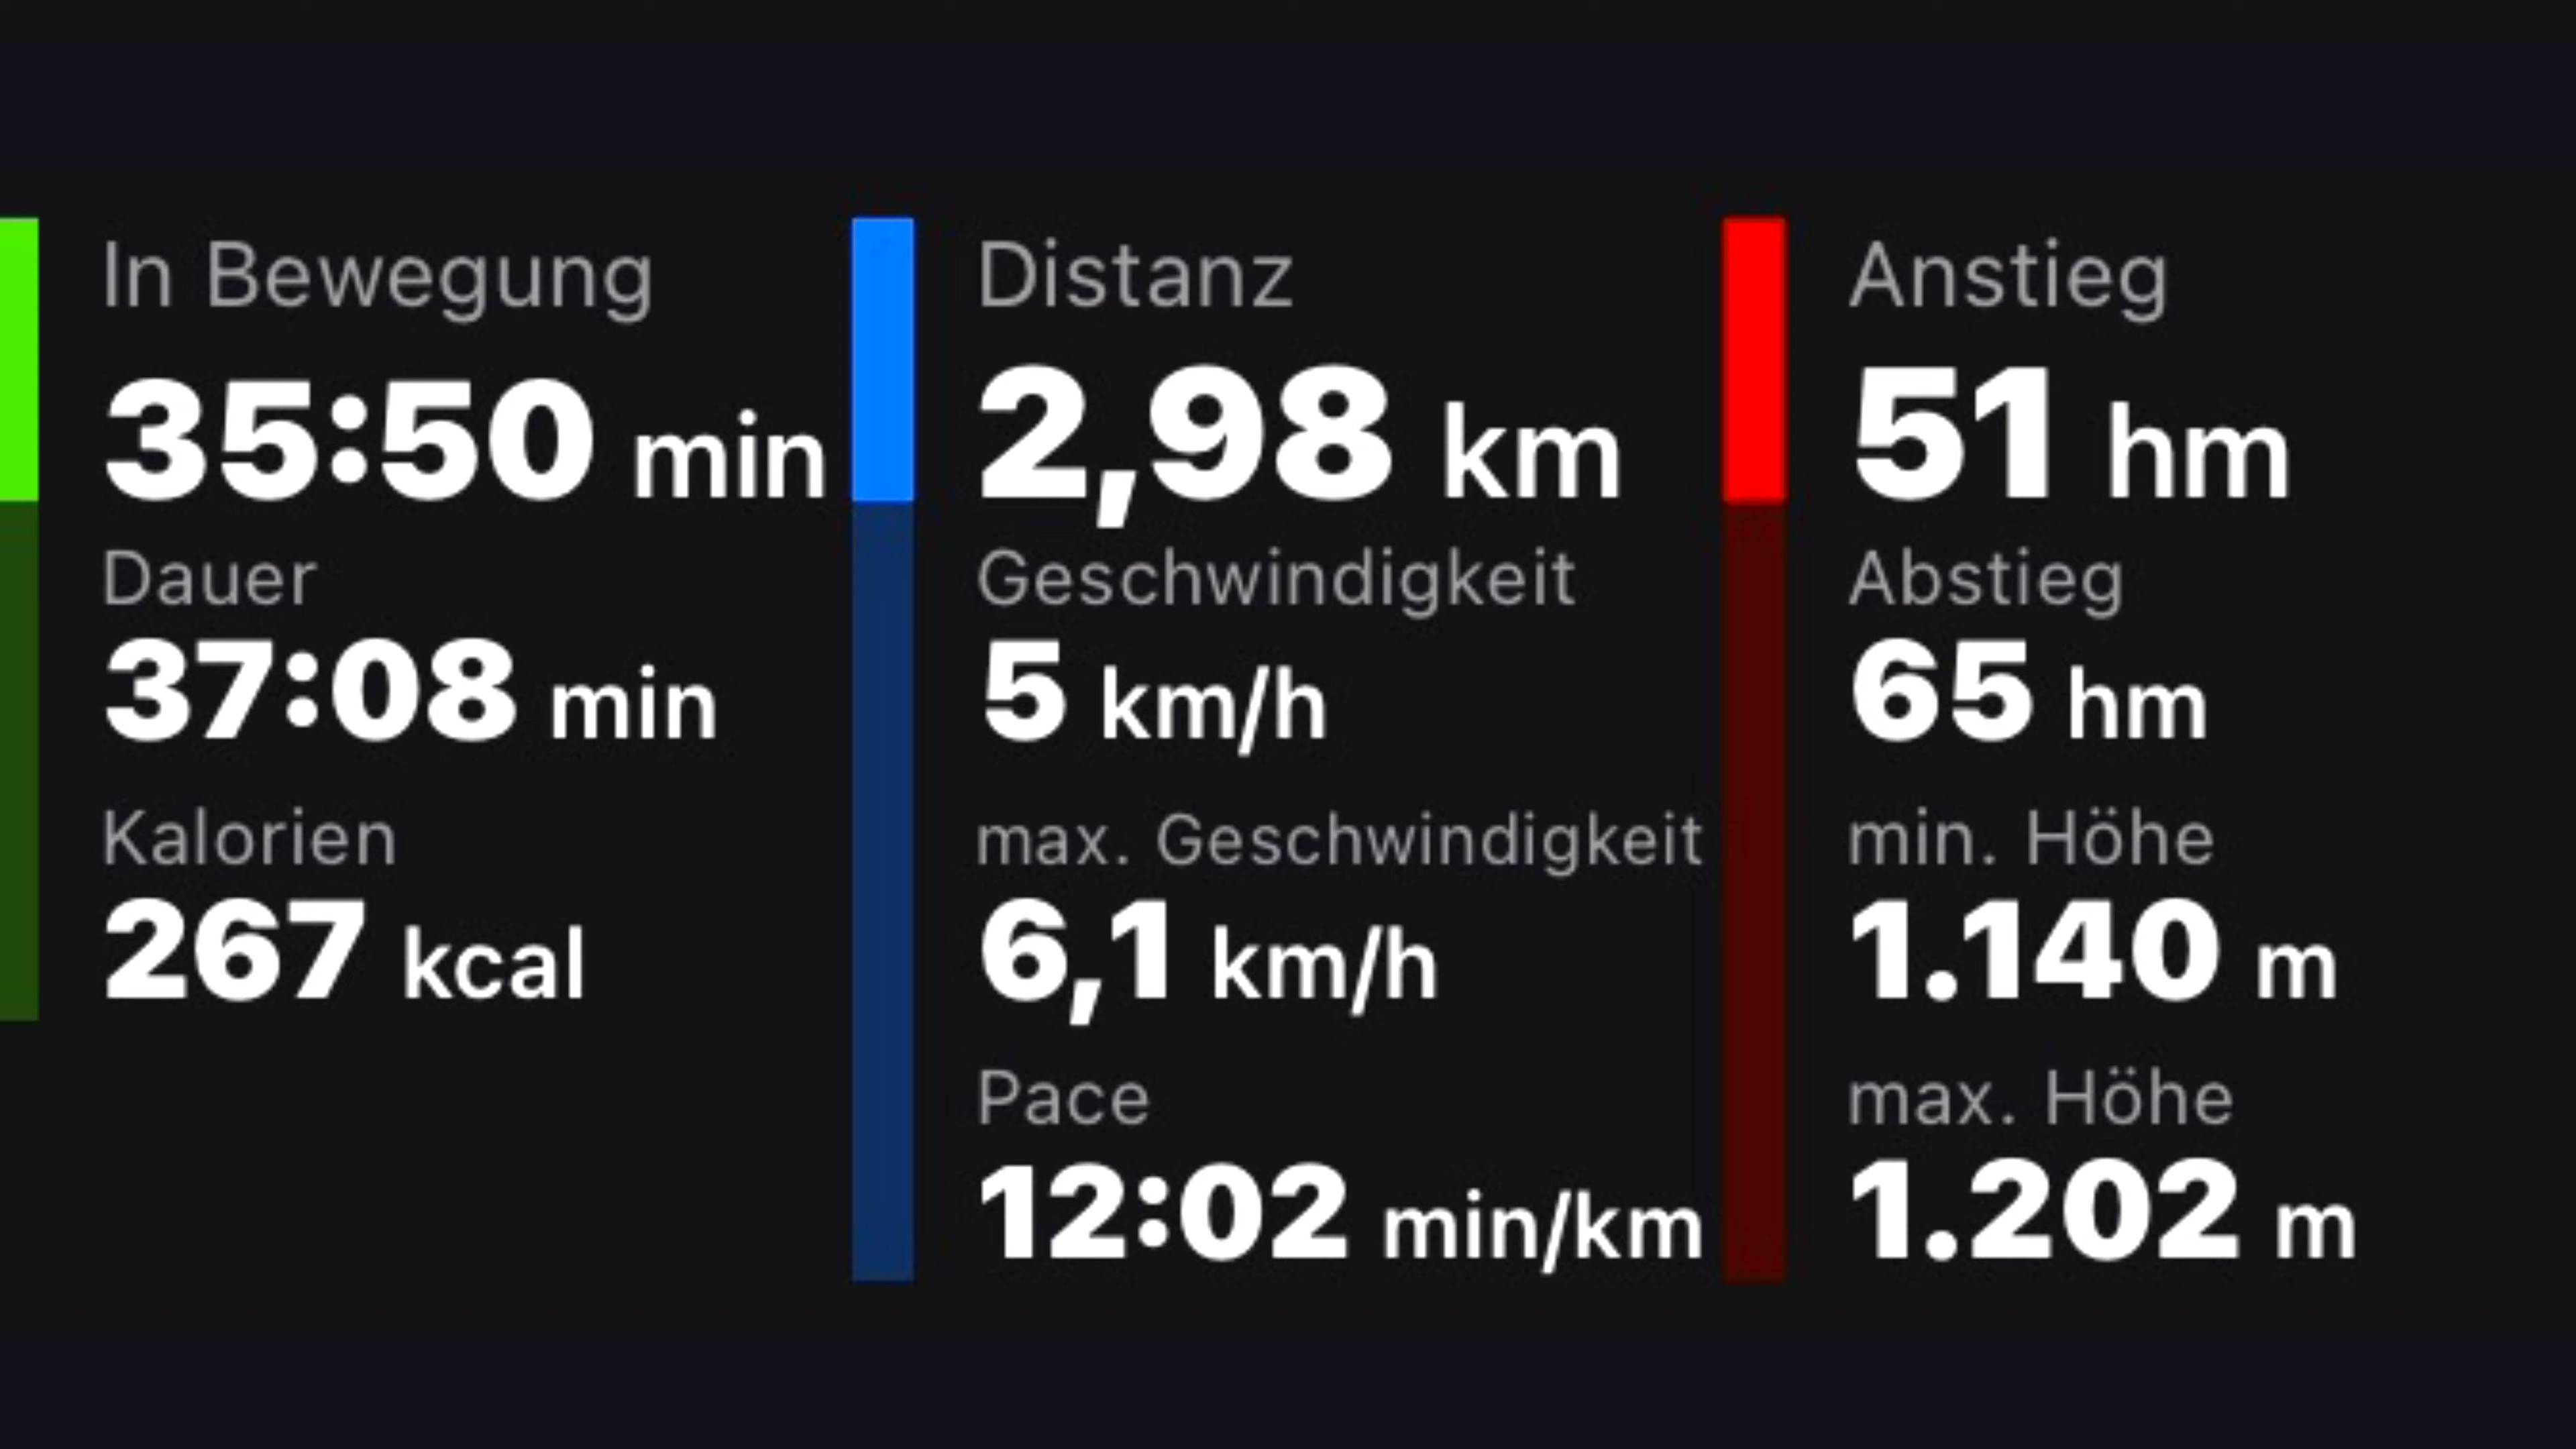 In Bewegung
35:50 min
Dauer
37:08 min
Kalorien
267 kcal
Distanz
2,98 km
Geschwindigkeit
5 km/h
max. Geschwindigkeit
6,1 km/h
Pace
12:02 min/km
Anstieg
51 hm
Abstieg
65 hm
min. Höhe
1.140 m
max. Höhe
1.202 m